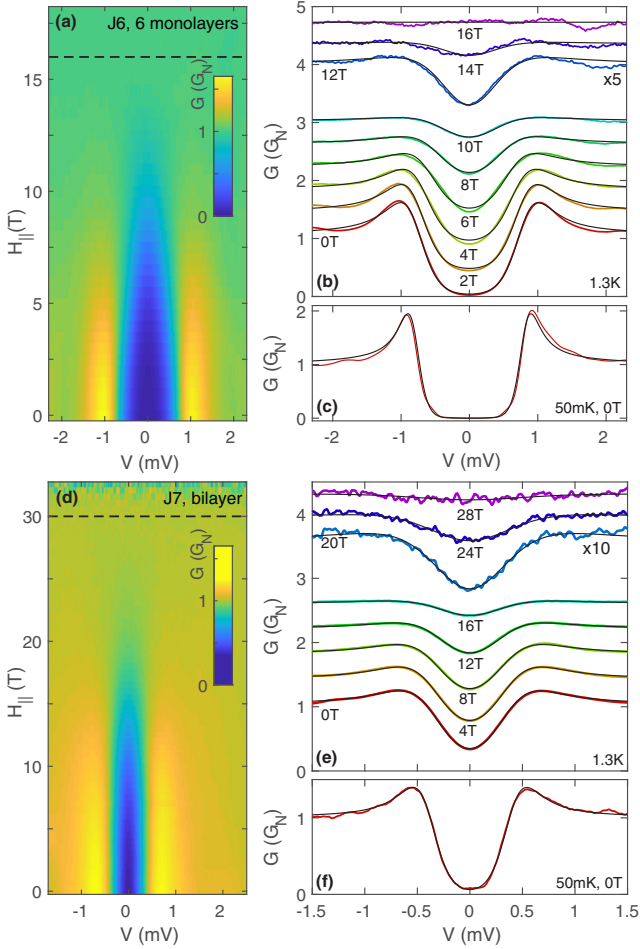 (a) J6, 6 monolayers
G (G_N)
1
0
15
10
5
0
H_||(T)
-2 -1 0 1 2
V (mV)
5
4
3
2
1
0
G (G_N)
16T
14T
12T
x5
10T
8T
6T
4T
2T
0T
(b)
1.3K
2
1
0
G (G_N)
(c)
50mK, 0T
-2 -1 0 1 2
V (mV)
(d) J7, bilayer
G (G_N)
1
0
30
25
20
15
10
5
0
H_||(T)
-1 0 1 2
V (mV)
4
3
2
1
0
G (G_N)
28T
24T
20T
x10
16T
12T
8T
4T
0T
(e)
1.3K
1
0
G (G_N)
(f)
50mK, 0T
-1.5 -1 -0.5 0 0.5 1 1.5
V (mV)